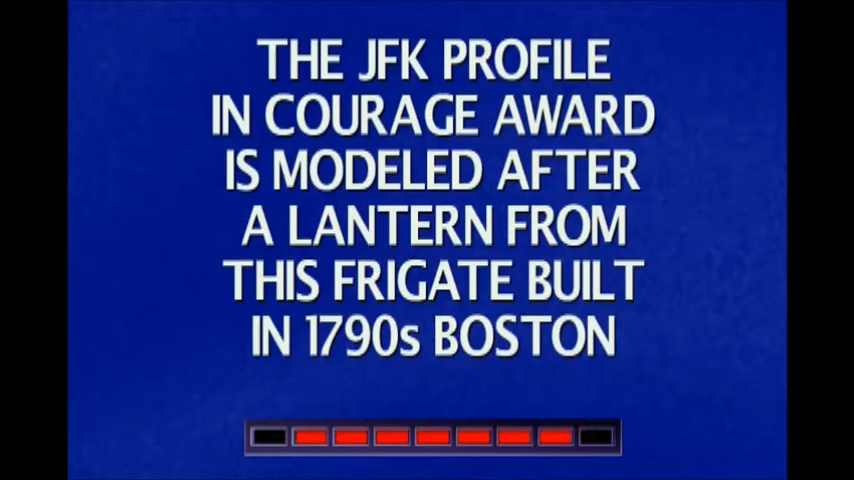 THE JFK PROFILE
IN COURAGE AWARD
IS MODELED AFTER
A LANTERN FROM
THIS FRIGATE BUILT
IN 1790s BOSTON